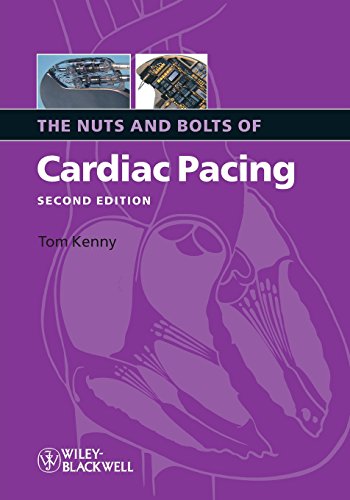 THE NUTS AND BOLTS OF
Cardiac Pacing
SECOND EDITION
Tom Kenny
WILEY-
BLACKWELL